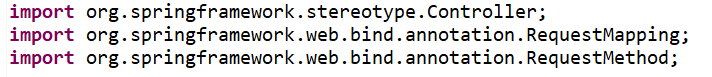 import org.springframework.stereotype.Controller;
import org.springframework.web.bind.annotation.RequestMapping;
import org.springframework.web.bind.annotation.RequestMethod;